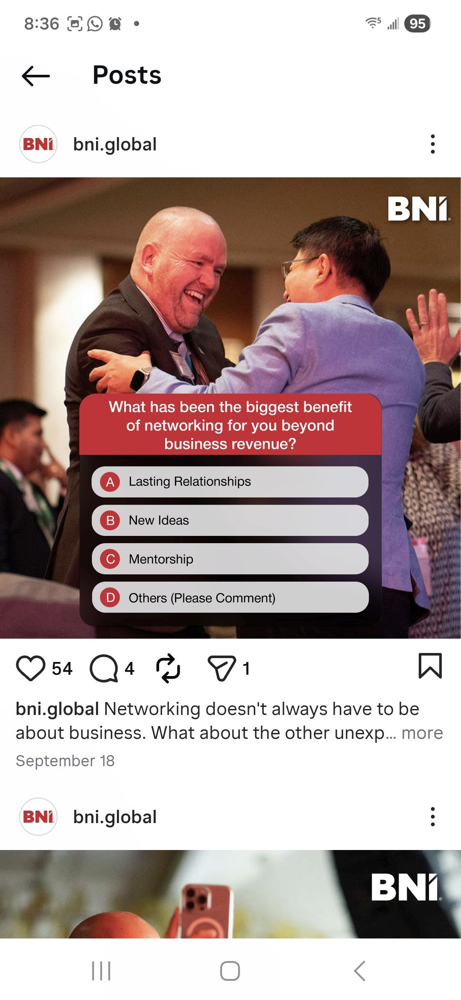 8:36
5
95
Posts
BNI
bni.global
BNI®
What has been the biggest benefit
of networking for you beyond
business revenue?
A Lasting Relationships
B New Ideas
C Mentorship
D Others (Please Comment)
54 4 1
bni.global Networking doesn't always have to be
about business. What about the other unexp... more
September 18
BNI
bni.global
BNI®